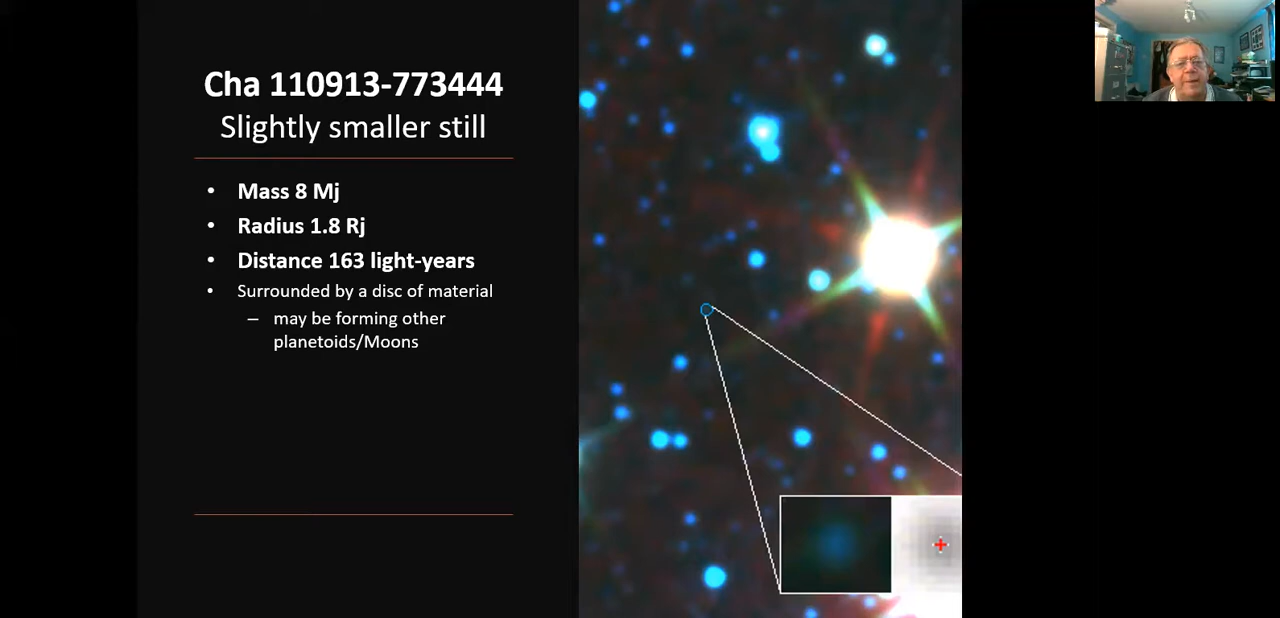 Cha 110913-773444
Slightly smaller still
• Mass 8 Mj
• Radius 1.8 Rj
• Distance 163 light-years
• Surrounded by a disc of material
– may be forming other
planetoids/Moons